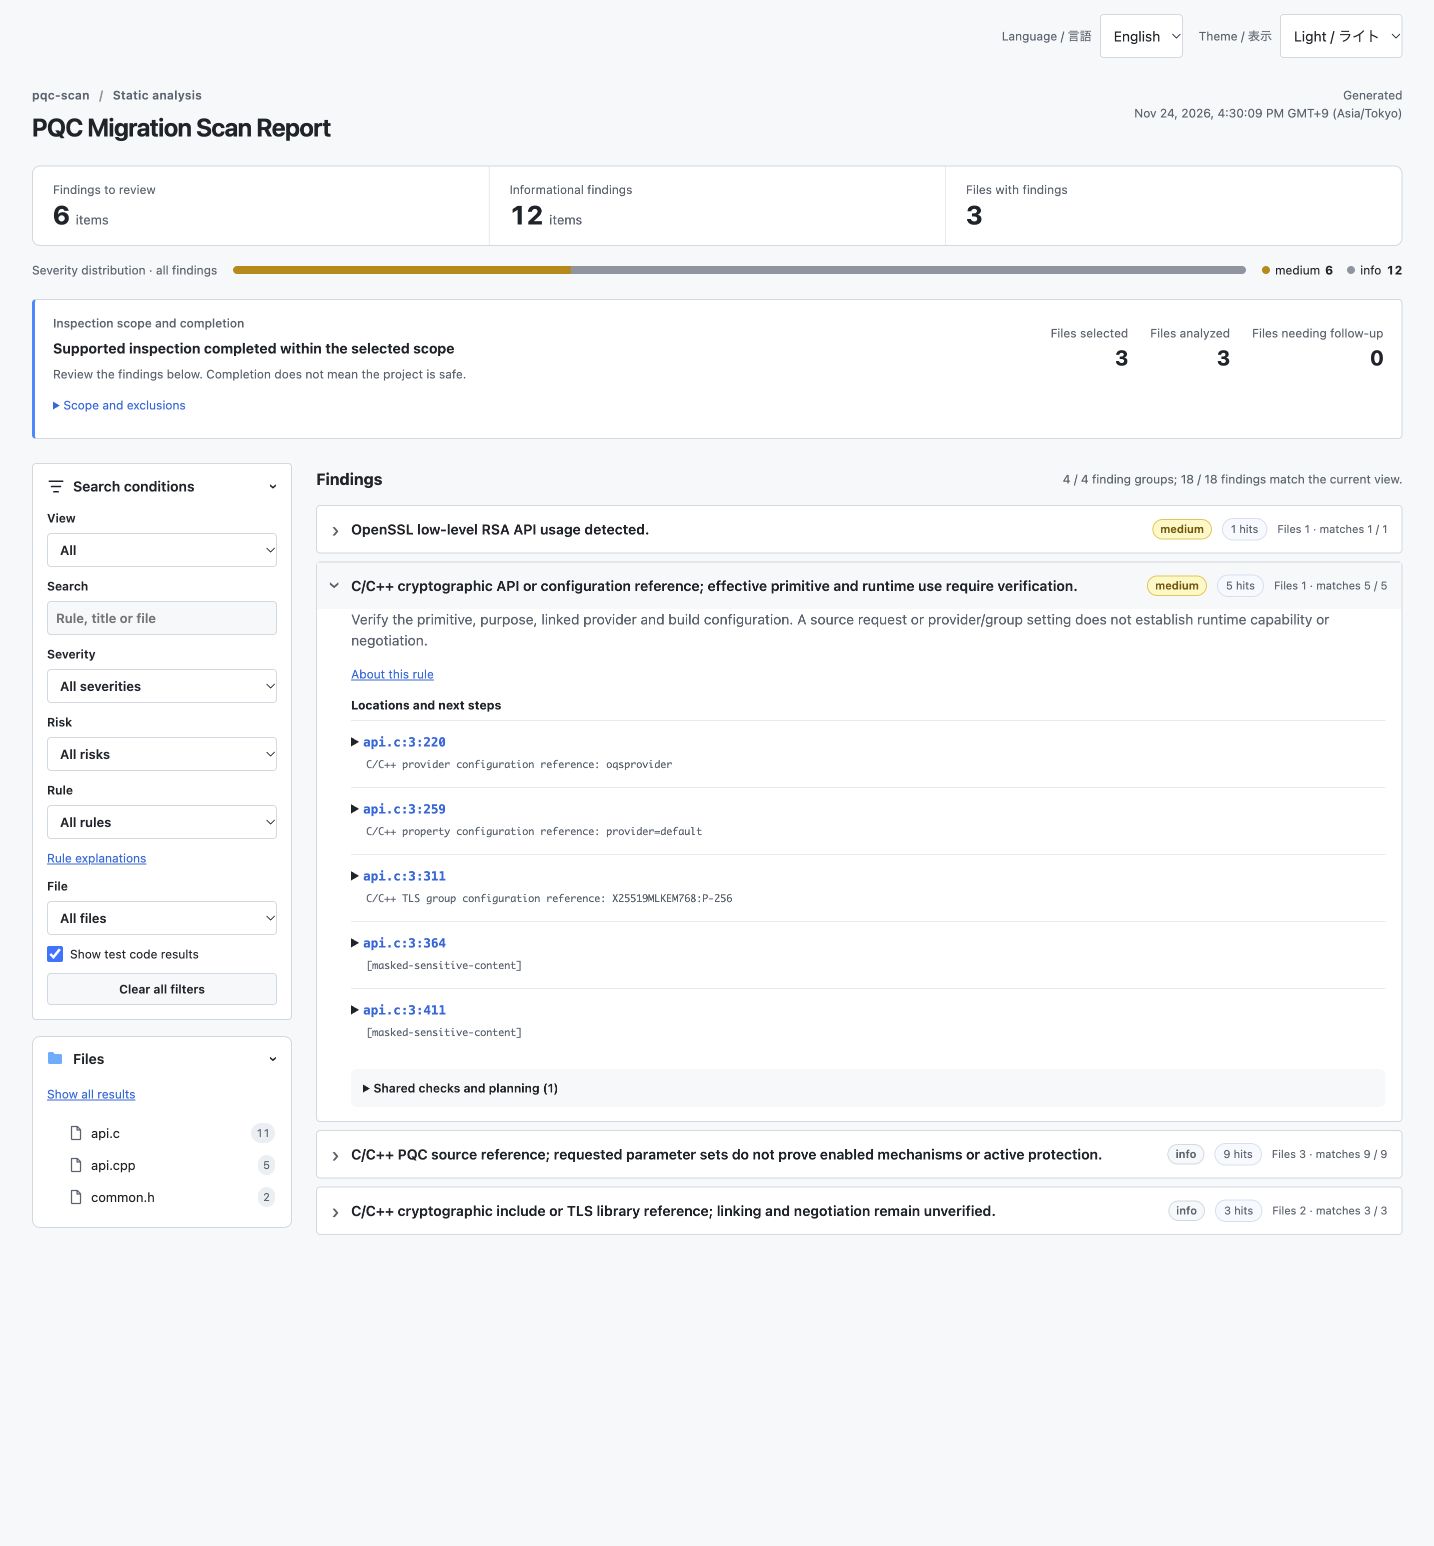 Language / 言語 English Theme / 表示 Light / ライト
pqc-scan / Static analysis
PQC Migration Scan Report
Generated
Nov 24, 2026, 4:30:09 PM GMT+9 (Asia/Tokyo)
Findings to review
6 items
Informational findings
12 items
Files with findings
3
Severity distribution · all findings
medium 6 info 12
Inspection scope and completion
Supported inspection completed within the selected scope
Review the findings below. Completion does not mean the project is safe.
Scope and exclusions
Files selected
3
Files analyzed
3
Files needing follow-up
0
Search conditions
View
All
Search
Rule, title or file
Severity
All severities
Risk
All risks
Rule
All rules
Rule explanations
File
All files
Show test code results
Clear all filters
Files
Show all results
api.c 11
api.cpp 5
common.h 2
Findings
4 / 4 finding groups; 18 / 18 findings match the current view.
OpenSSL low-level RSA API usage detected. medium 1 hits Files 1 · matches 1 / 1
C/C++ cryptographic API or configuration reference; effective primitive and runtime use require verification. medium 5 hits Files 1 · matches 5 / 5
Verify the primitive, purpose, linked provider and build configuration. A source request or provider/group setting does not establish runtime capability or
negotiation.
About this rule
Locations and next steps
api.c:3:220
C/C++ provider configuration reference: oqsprovider
api.c:3:259
C/C++ property configuration reference: provider=default
api.c:3:311
C/C++ TLS group configuration reference: X25519MLKEM768:P-256
api.c:3:364
[masked-sensitive-content]
api.c:3:411
[masked-sensitive-content]
Shared checks and planning (1)
C/C++ PQC source reference; requested parameter sets do not prove enabled mechanisms or active protection. info 9 hits Files 3 · matches 9 / 9
C/C++ cryptographic include or TLS library reference; linking and negotiation remain unverified. info 3 hits Files 2 · matches 3 / 3